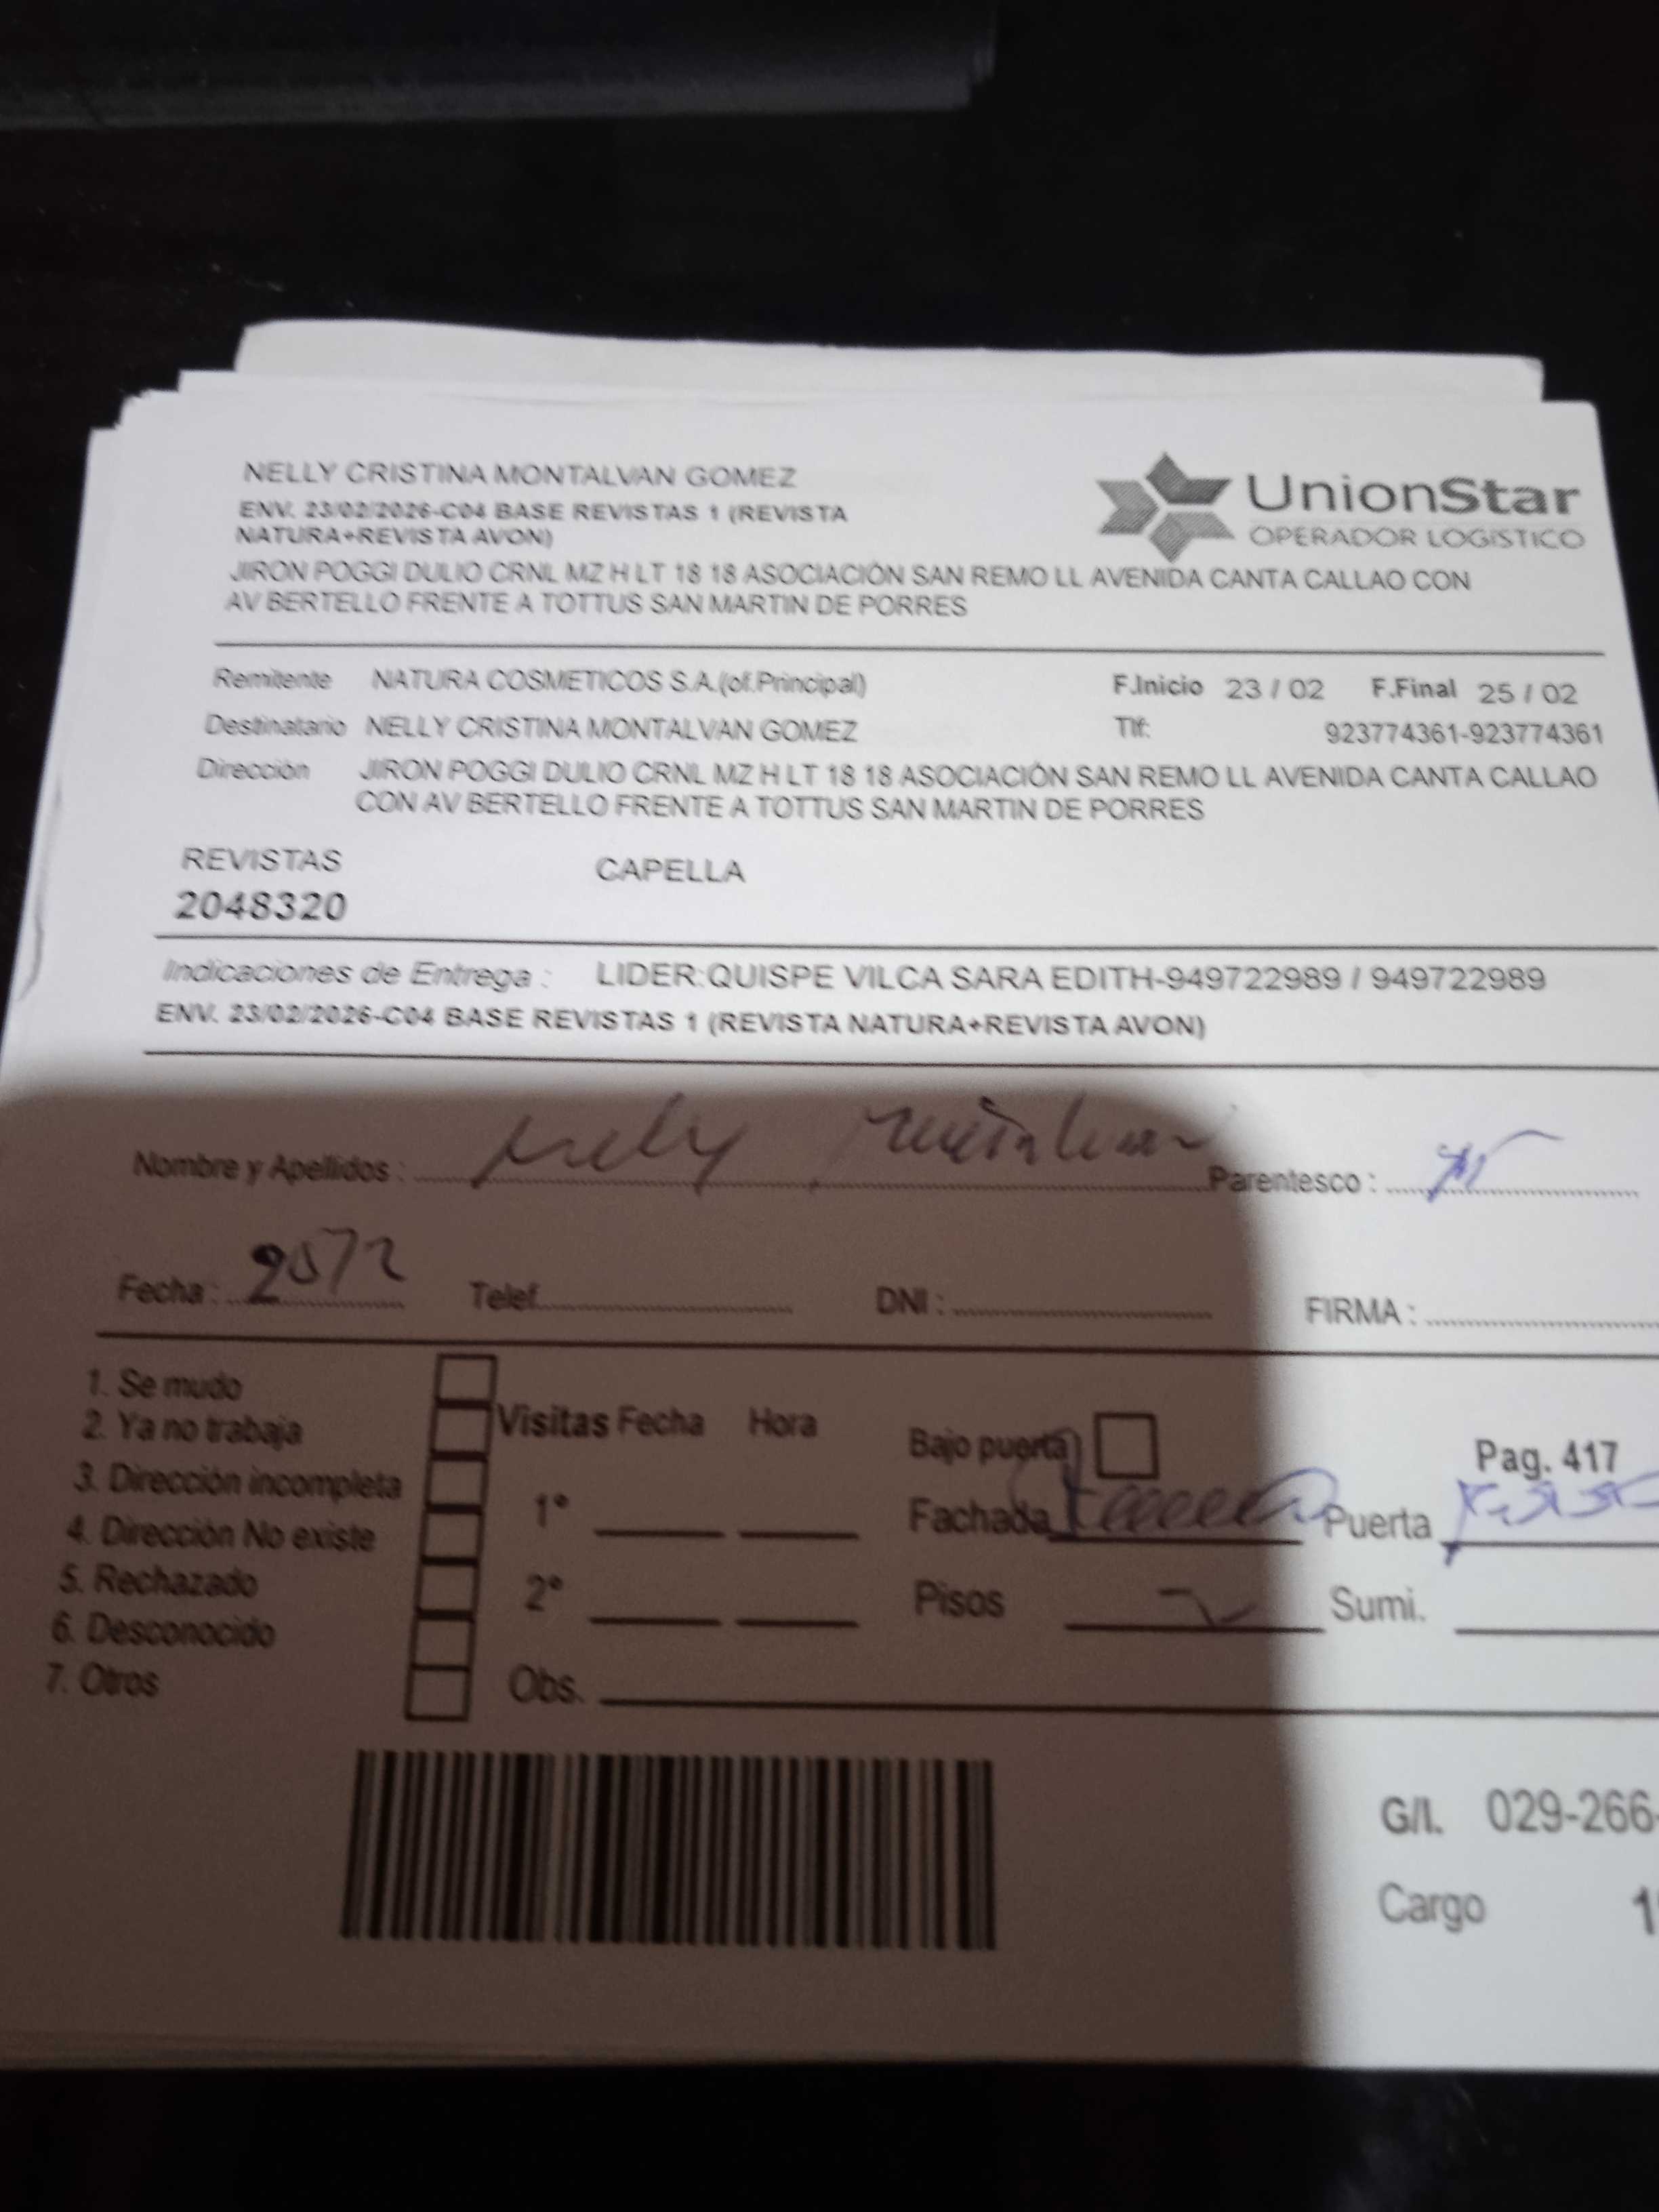 NELLY CRISTINA MONTALVAN GOMEZ
ENV. 23/02/2026-C04 BASE REVISTAS 1 (REVISTA
NATURA+REVISTA AVON)
UnionStar
OPERADOR LOGISTICO
JIRON POGGI DULIO CRNL MZ H LT 18 18 ASOCIACIÓN SAN REMO LL AVENIDA CANTA CALLAO CON
AV BERTELLO FRENTE A TOTTUS SAN MARTIN DE PORRES
Remitente NATURA COSMETICOS S.A.(of.Principal) F.Inicio 23 / 02 F.Final 25 / 02
Destinatario NELLY CRISTINA MONTALVAN GOMEZ Tlf: 923774361-923774361
Dirección JIRON POGGI DULIO CRNL MZ H LT 18 18 ASOCIACIÓN SAN REMO LL AVENIDA CANTA CALLAO
CON AV BERTELLO FRENTE A TOTTUS SAN MARTIN DE PORRES
REVISTAS CAPELLA
2048320
Indicaciones de Entrega : LIDER:QUISPE VILCA SARA EDITH-949722989 / 949722989
ENV. 23/02/2026-C04 BASE REVISTAS 1 (REVISTA NATURA+REVISTA AVON)
Nombre y Apellidos : Parentesco :
Fecha : Telef. DNI : FIRMA :
1. Se mudo
2. Ya no trabaja
3. Dirección incompleta
4. Dirección No existe
5. Rechazado
6. Desconocido
7. Otros
Visitas Fecha Hora
1°
2°
Obs.
Bajo puerta
Pag. 417
Fachada Puerta
Pisos Sumi.
G/I. 029-266-
Cargo